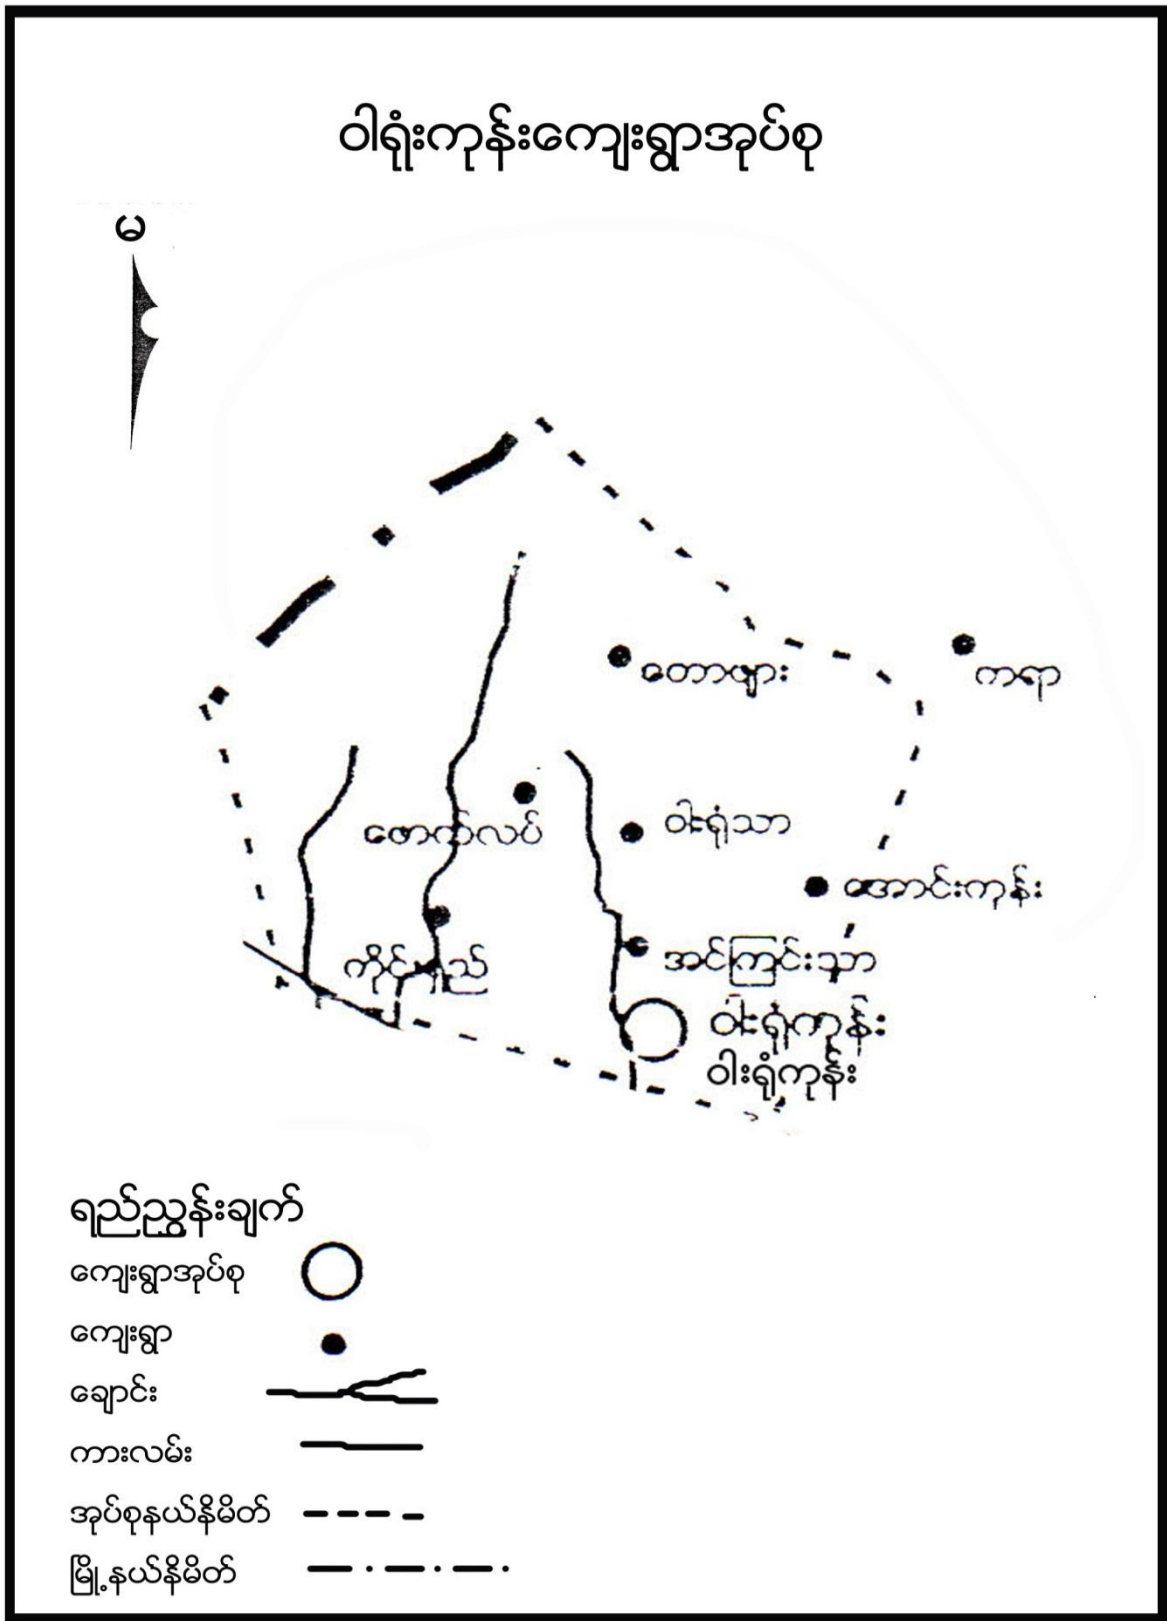 ဝါရုံးကုန်းကျေးရွာအုပ်စု
မ
တောဖျား
ကရာ
ဖောက်လပ်
ဝါးရုံသာ
အောင်းကုန်း
ကိုင်းရှည်
အင်ကြင်းသာ
ဝါးရုံကုန်း
ဝါးရုံကုန်း
ရည်ညွှန်းချက်
ကျေးရွာအုပ်စု
ကျေးရွာ
ချောင်း
ကားလမ်း
အုပ်စုနယ်နိမိတ်
မြို့နယ်နိမိတ်